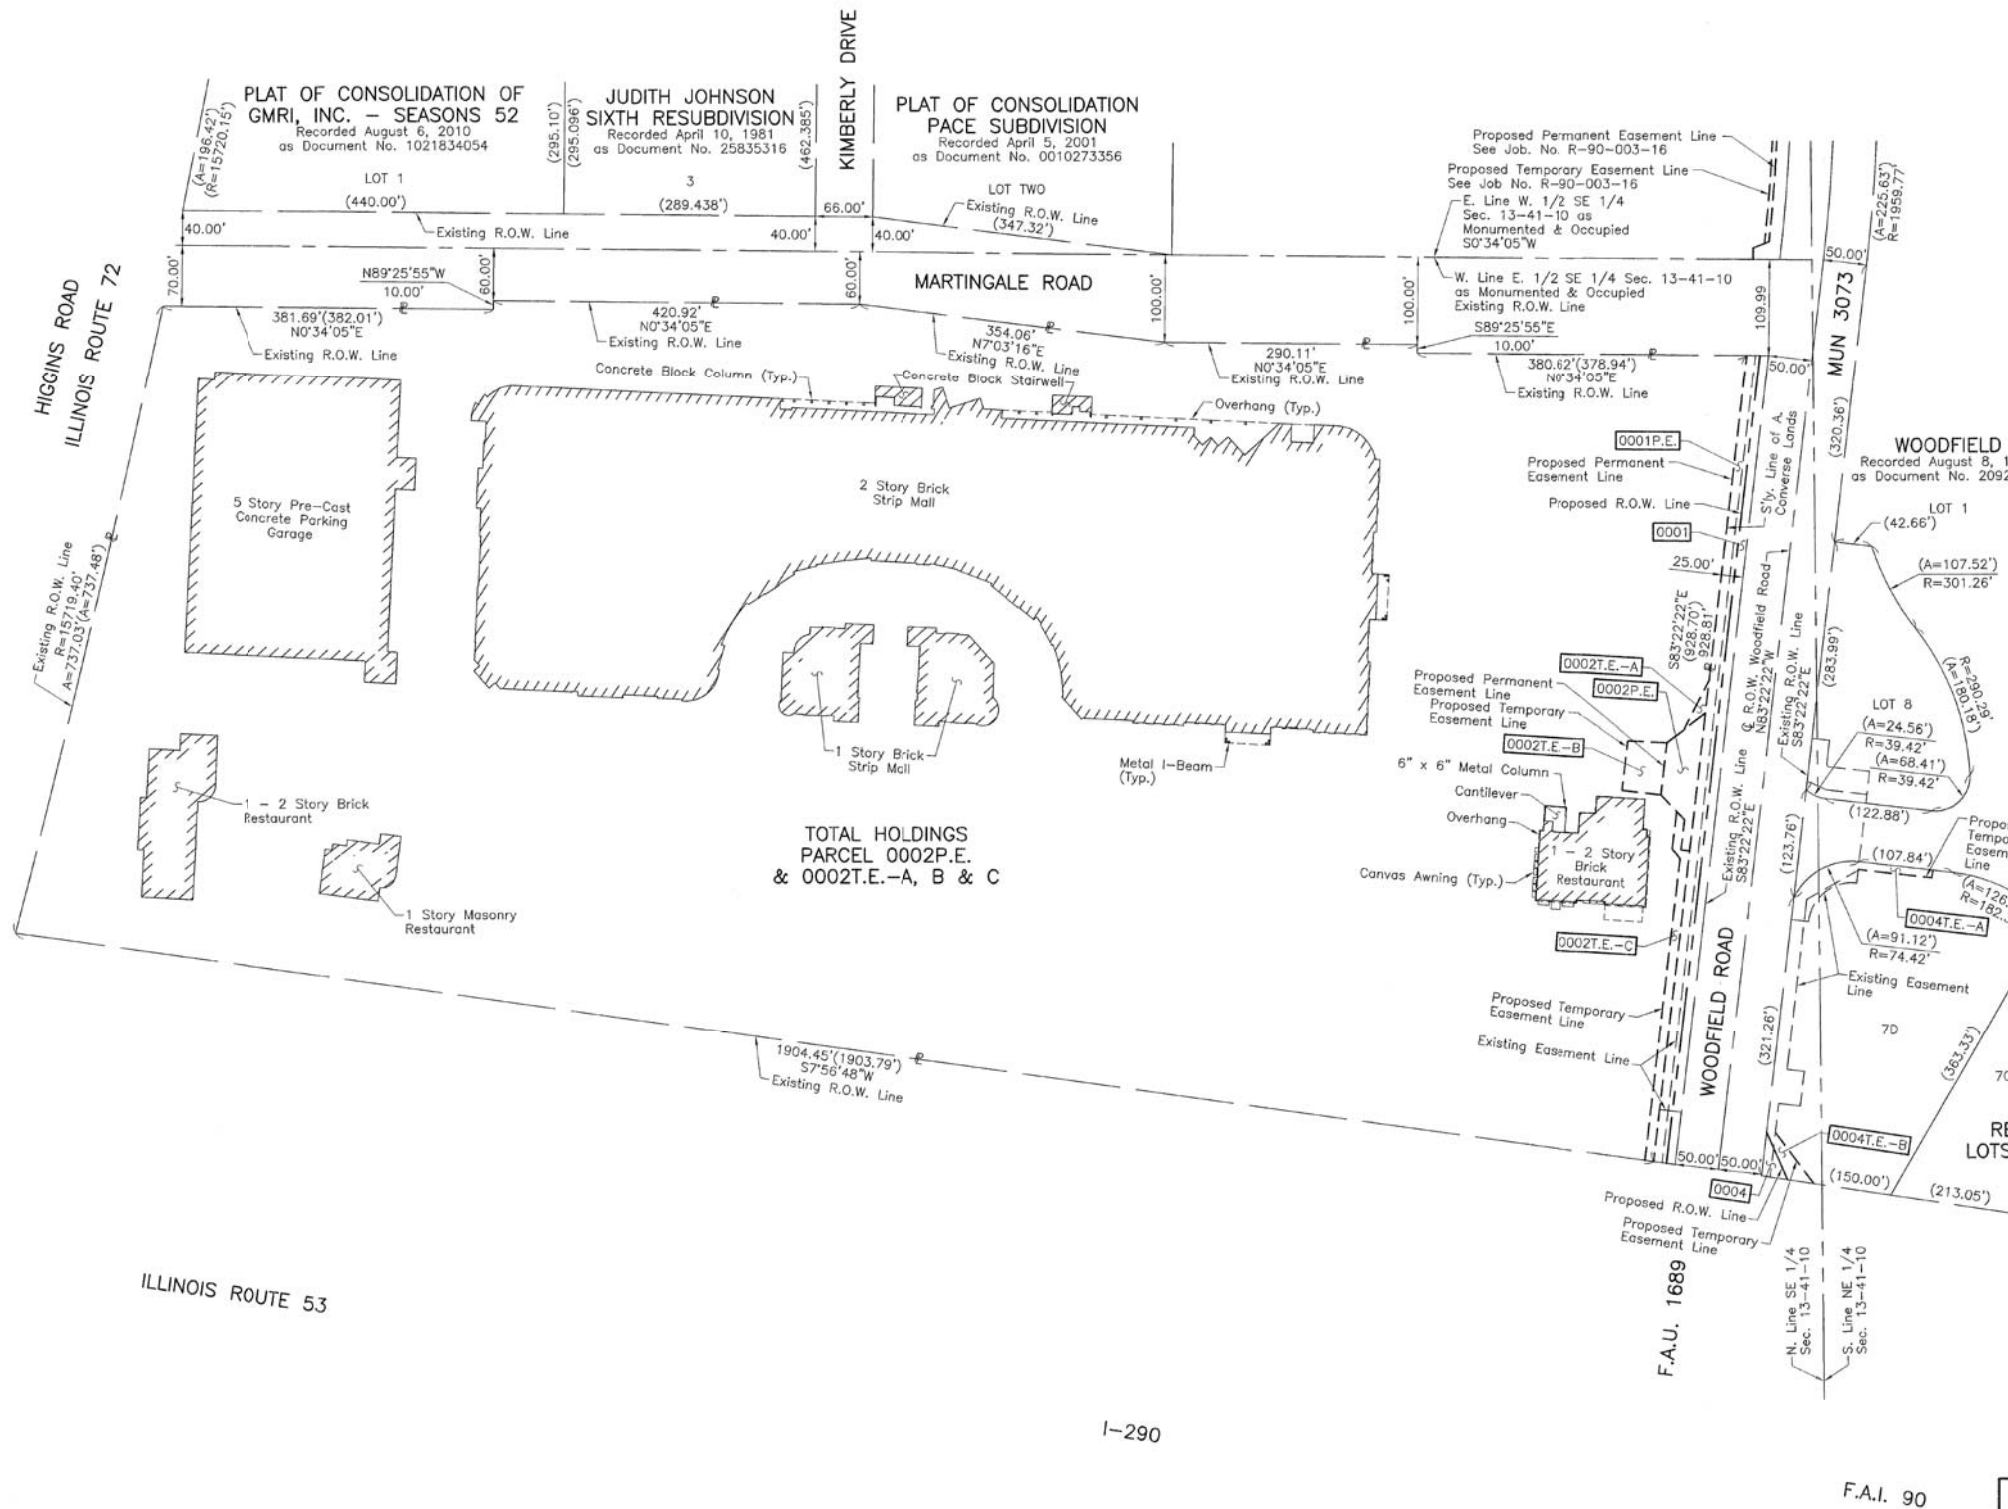 KIMBERLY DRIVE
PLAT OF CONSOLIDATION OF
GMRI, INC. – SEASONS 52
Recorded August 6, 2010
as Document No. 1021834054
(A=196.42')
(R=15720.15')
LOT 1
(440.00')
Existing R.O.W. Line
40.00'
70.00'
(295.10')
(295.096')
JUDITH JOHNSON
SIXTH RESUBDIVISION
Recorded April 10, 1981
as Document No. 25835316
3
(289.438')
(462.385')
40.00'
66.00'
40.00'
PLAT OF CONSOLIDATION
PACE SUBDIVISION
Recorded April 5, 2001
as Document No. 0010273356
LOT TWO
Existing R.O.W. Line
(347.32')
Proposed Permanent Easement Line
See Job. No. R-90-003-16
Proposed Temporary Easement Line
See Job No. R-90-003-16
E. Line W. 1/2 SE 1/4
Sec. 13-41-10 as
Monumented & Occupied
S0°34'05"W
W. Line E. 1/2 SE 1/4 Sec. 13-41-10
as Monumented & Occupied
Existing R.O.W. Line
(A=225.63')
R=1959.77'
50.00'
MUN 3073
HIGGINS ROAD
ILLINOIS ROUTE 72
N89°25'55"W
10.00'
60.00'
60.00'
MARTINGALE ROAD
100.00'
100.00'
109.99
381.69'(382.01')
N0°34'05"E
Existing R.O.W. Line
420.92'
N0°34'05"E
Existing R.O.W. Line
354.06'
N7°03'16"E
Existing R.O.W. Line
290.11'
N0°34'05"E
Existing R.O.W. Line
S89°25'55"E
10.00'
380.62'(378.94')
N0°34'05"E
Existing R.O.W. Line
50.00'
Concrete Block Column (Typ.)
Concrete Block Stairwell
Overhang (Typ.)
5 Story Pre-Cast
Concrete Parking
Garage
2 Story Brick
Strip Mall
0001P.E.
Proposed Permanent
Easement Line
Proposed R.O.W. Line
0001
25.00'
S'ly. Line of A.
Converse Lands
(320.36')
WOODFIELD
Recorded August 8, 1
as Document No. 2092
LOT 1
(42.66')
(A=107.52')
R=301.26'
Existing R.O.W. Line
R=15719.40'
A=737.03'(A=737.48')
S83°22'22"E
(928.70')
928.81'
℄ R.O.W. Woodfield Road
N83°22'22"W
Existing R.O.W. Line
S83°22'22"E
(283.99')
R=290.29'
(A=180.18')
0002T.E.-A
0002P.E.
Proposed Permanent
Easement Line
Proposed Temporary
Easement Line
0002T.E.-B
6" x 6" Metal Column
Cantilever
Overhang
Canvas Awning (Typ.)
1 - 2 Story
Brick
Restaurant
0002T.E.-C
LOT 8
(A=24.56')
R=39.42'
(A=68.41')
R=39.42'
(122.88')
1 Story Brick
Strip Mall
Metal I-Beam
(Typ.)
1 - 2 Story Brick
Restaurant
1 Story Masonry
Restaurant
TOTAL HOLDINGS
PARCEL 0002P.E.
& 0002T.E.-A, B & C
Existing R.O.W. Line
S83°22'22"E
(123.76')
(107.84')
Propo
Tempo
Easem
Line
(A=126.
R=182.
0004T.E.-A
(A=91.12')
R=74.42'
Existing Easement
Line
7D
WOODFIELD ROAD
Proposed Temporary
Easement Line
Existing Easement Line
(321.26')
(363.33')
1904.45'(1903.79')
S7°56'48"W
Existing R.O.W. Line
50.00'
50.00'
0004
0004T.E.-B
(150.00')
(213.05')
RE
LOTS
Proposed R.O.W. Line
Proposed Temporary
Easement Line
N. Line SE 1/4
Sec. 13-41-10
S. Line NE 1/4
Sec. 13-41-10
F.A.U. 1689
ILLINOIS ROUTE 53
I-290
F.A.I. 90